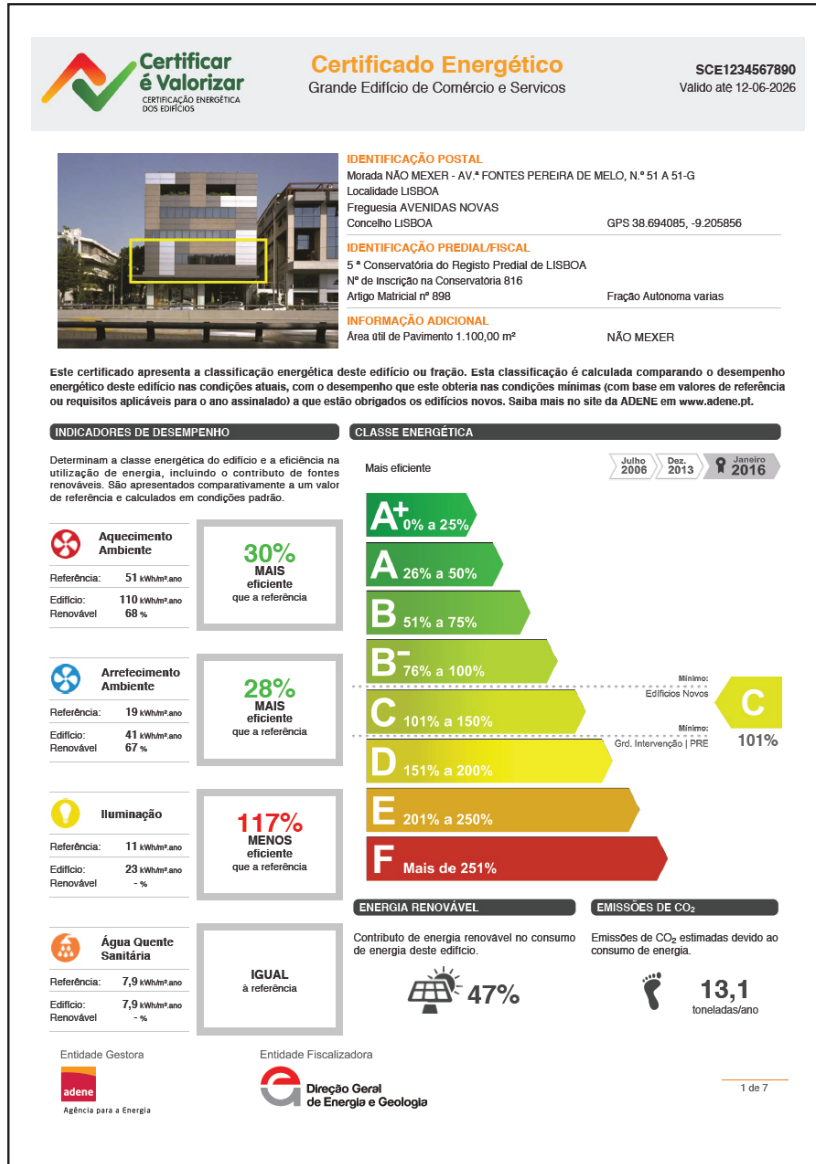 Certificar
é Valorizar
CERTIFICAÇÃO ENERGÉTICA
DOS EDIFÍCIOS
Certificado Energético
Grande Edifício de Comércio e Servicos
SCE1234567890
Válido até 12-06-2026
IDENTIFICAÇÃO POSTAL
Morada NÃO MEXER - AV.ª FONTES PEREIRA DE MELO, N.º 51 A 51-G
Localidade LISBOA
Freguesia AVENIDAS NOVAS
Concelho LISBOA GPS 38.694085, -9.205856
IDENTIFICAÇÃO PREDIAL/FISCAL
5 ª Conservatória do Registo Predial de LISBOA
Nº de Inscrição na Conservatória 816
Artigo Matricial nº 898 Fração Autónoma varias
INFORMAÇÃO ADICIONAL
Área útil de Pavimento 1.100,00 m² NÃO MEXER
Este certificado apresenta a classificação energética deste edifício ou fração. Esta classificação é calculada comparando o desempenho
energético deste edifício nas condições atuais, com o desempenho que este obteria nas condições mínimas (com base em valores de referência
ou requisitos aplicáveis para o ano assinalado) a que estão obrigados os edifícios novos. Saiba mais no site da ADENE em www.adene.pt.
INDICADORES DE DESEMPENHO
Determinam a classe energética do edifício e a eficiência na
utilização de energia, incluindo o contributo de fontes
renováveis. São apresentados comparativamente a um valor
de referência e calculados em condições padrão.
Aquecimento
Ambiente
Referência: 51 kWh/m².ano
Edifício: 110 kWh/m².ano
Renovável 68 %
30%
MAIS
eficiente
que a referência
Arrefecimento
Ambiente
Referência: 19 kWh/m².ano
Edifício: 41 kWh/m².ano
Renovável 67 %
28%
MAIS
eficiente
que a referência
Iluminação
Referência: 11 kWh/m².ano
Edifício: 23 kWh/m².ano
Renovável - %
117%
MENOS
eficiente
que a referência
Água Quente
Sanitária
Referência: 7,9 kWh/m².ano
Edifício: 7,9 kWh/m².ano
Renovável - %
IGUAL
à referência
CLASSE ENERGÉTICA
Mais eficiente
Julho
2006
Dez.
2013
Janeiro
2016
A+ 0% a 25%
A 26% a 50%
B 51% a 75%
B- 76% a 100%
Mínimo:
Edifícios Novos
C 101% a 150%
Mínimo:
Grd. Intervenção | PRE
C
101%
D 151% a 200%
E 201% a 250%
F Mais de 251%
ENERGIA RENOVÁVEL
Contributo de energia renovável no consumo
de energia deste edifício.
47%
EMISSÕES DE CO₂
Emissões de CO₂ estimadas devido ao
consumo de energia.
13,1
toneladas/ano
Entidade Gestora
adene
Agência para a Energia
Entidade Fiscalizadora
Direção Geral
de Energia e Geologia
1 de 7